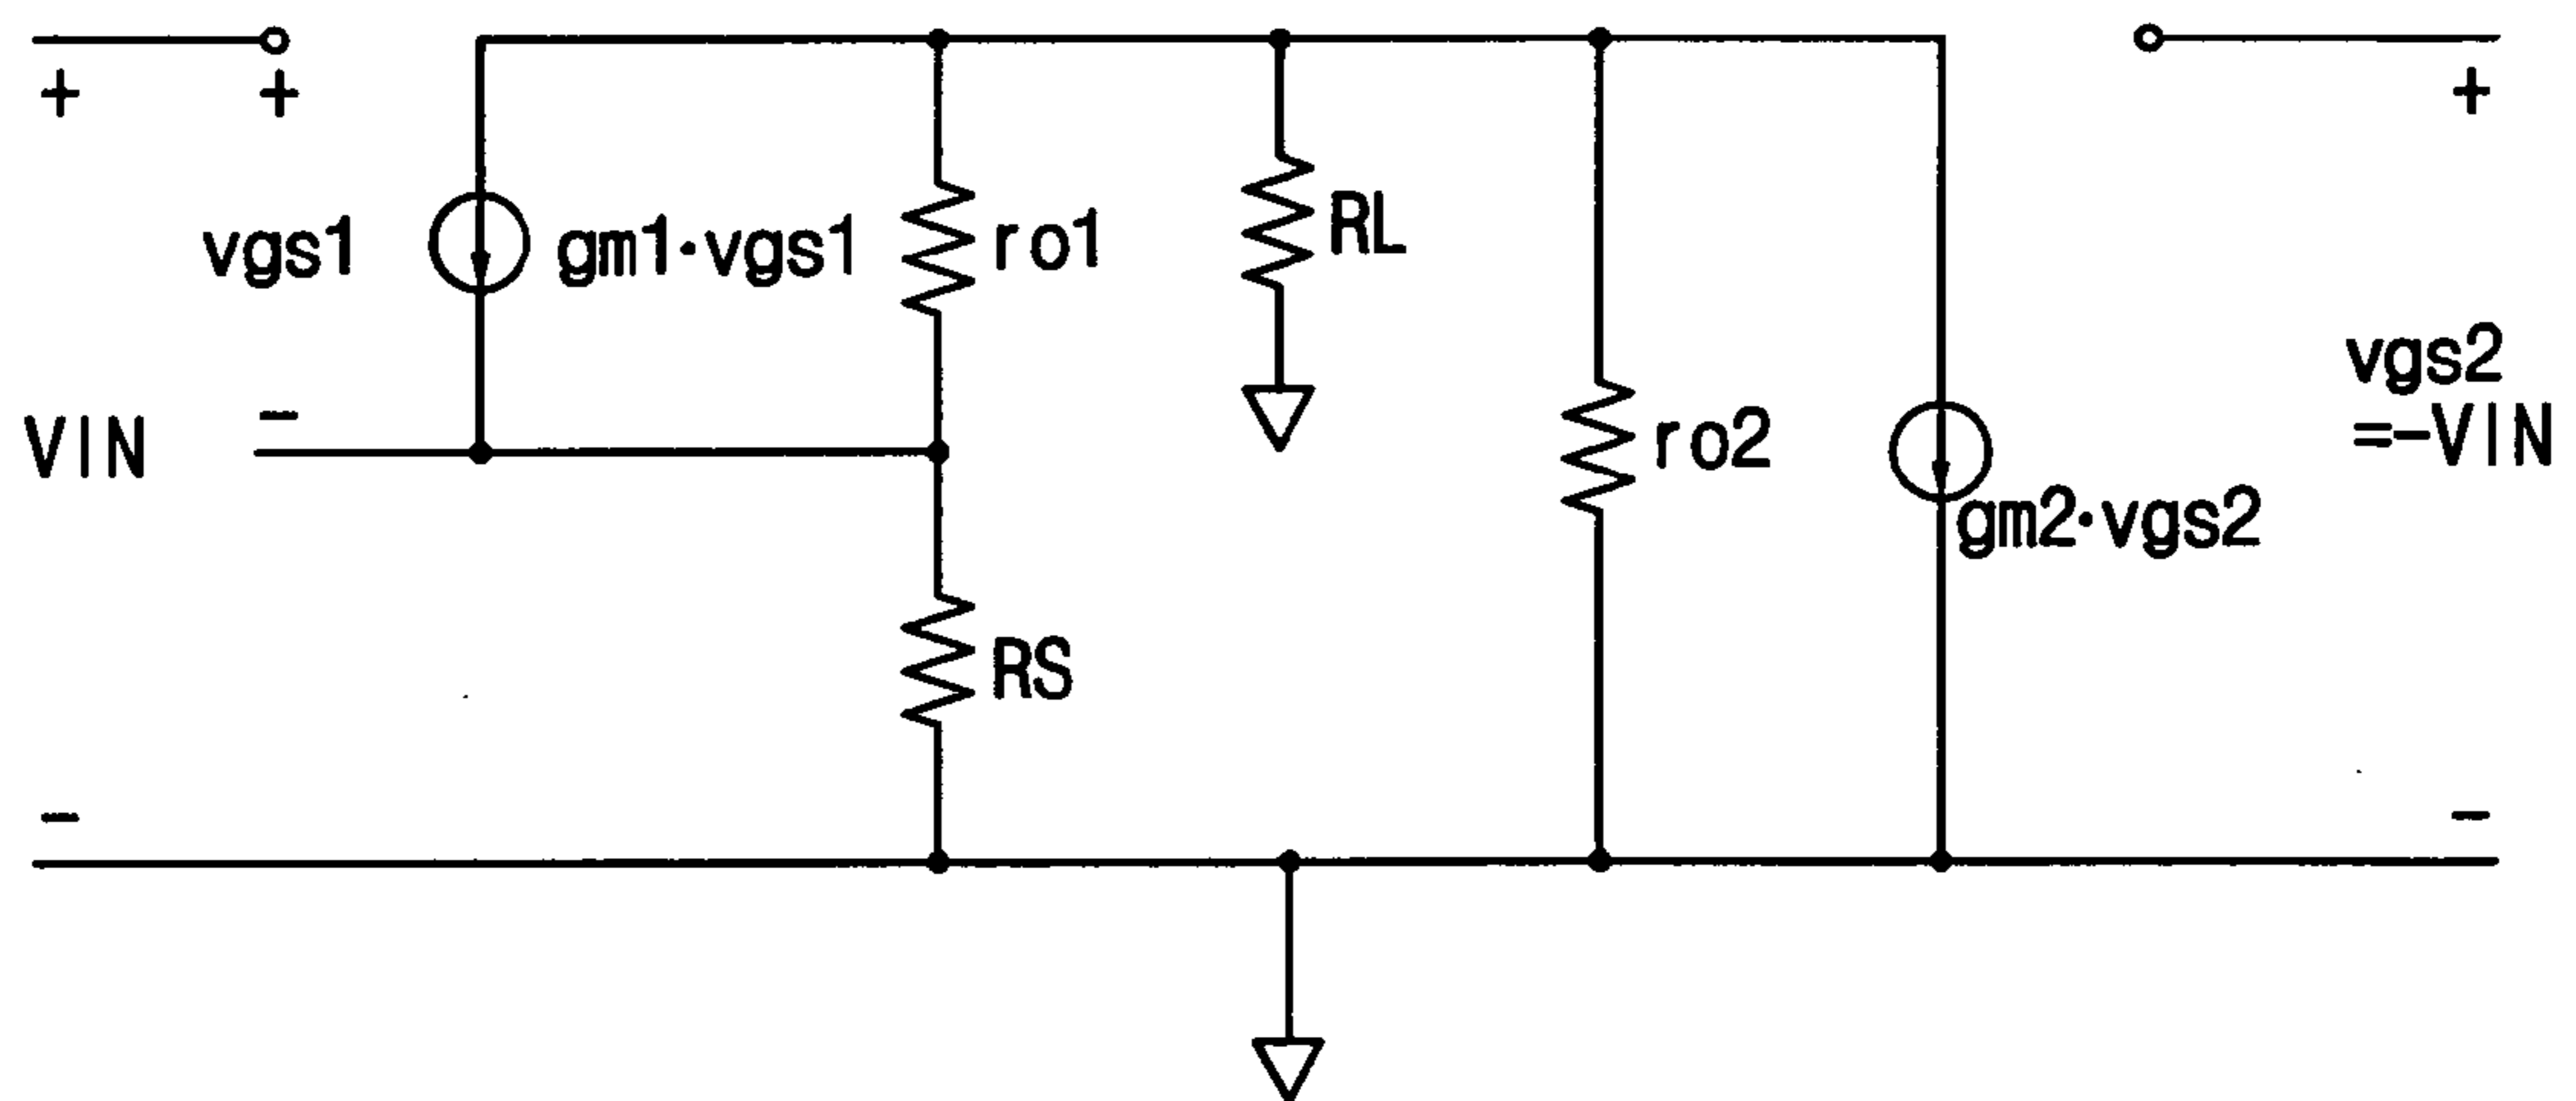 + +
+
vgs1
gm1·vgs1
ro1
RL
vgs2
=-VIN
-
VIN
ro2
gm2·vgs2
RS
-
-